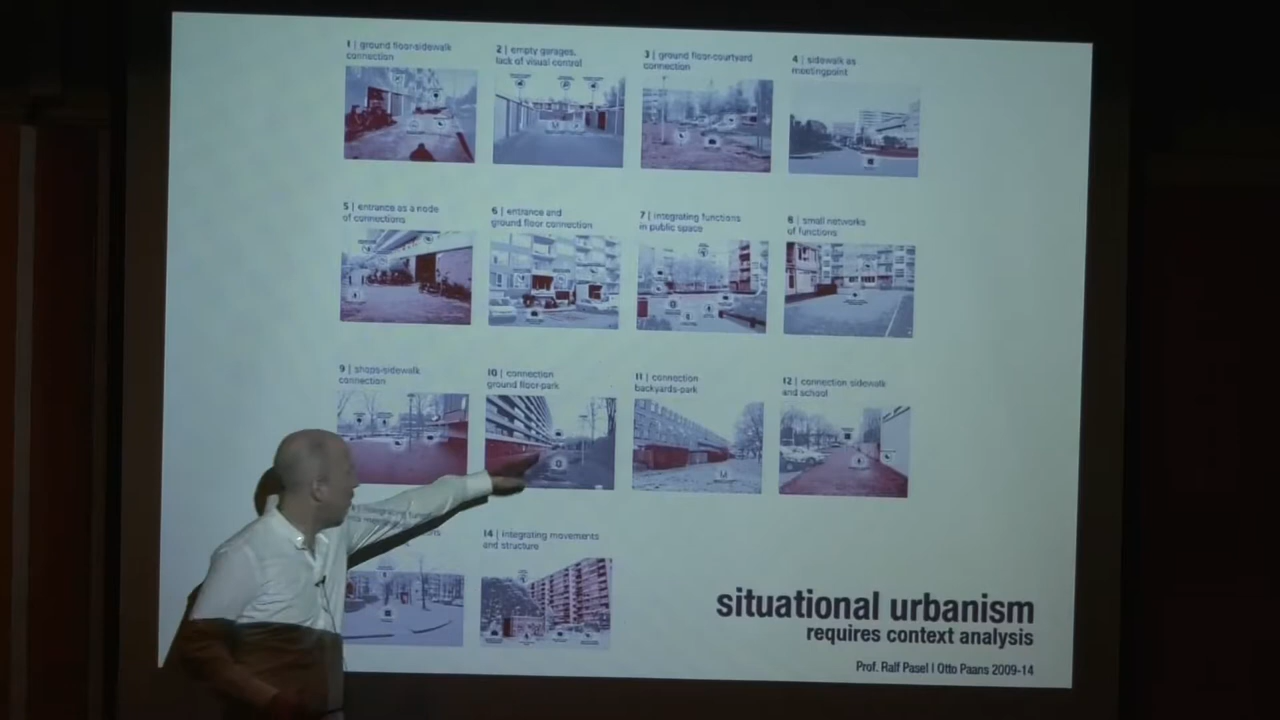 1 | ground floor-sidewalk
connection
2 | empty garages,
lack of visual control
3 | ground floor-courtyard
connection
4 | sidewalk as
meetingpoint
5 | entrance as a node
of connections
6 | entrance and
ground floor connection
7 | integrating functions
in public space
8 | small networks
of functions
9 | shops-sidewalk
connection
10 | connection
ground floor-park
11 | connection
backyards-park
12 | connection sidewalk
and school
integrating
14 | integrating movements
and structure
situational urbanism
requires context analysis
Prof. Ralf Pasel | Otto Paans 2009-14